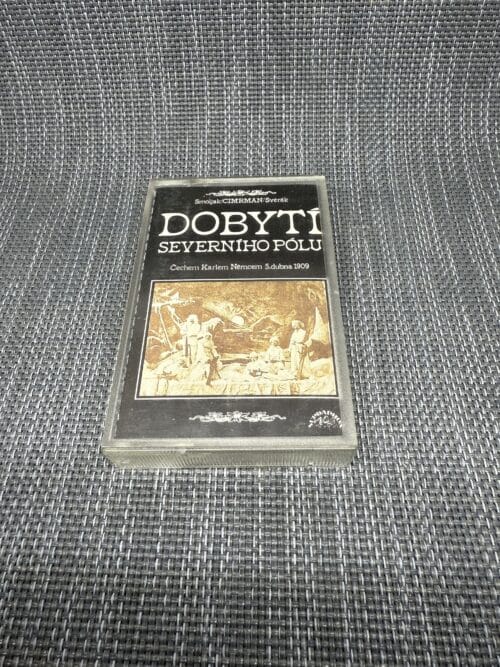 Smoljak/CIMRMAN/Svěrák
DOBYTÍ
SEVERNÍHO PÓLU
Čechem Karlem Němcem 5. dubna 1909